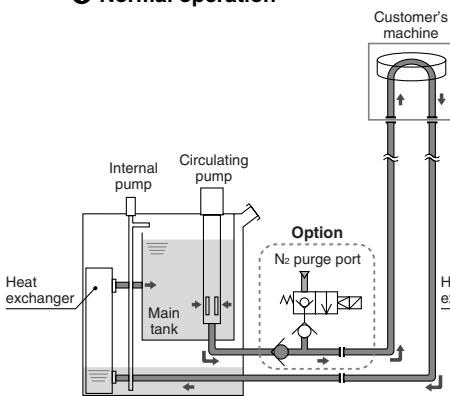 Normal operation
Customer's
machine
Internal
pump
Circulating
pump
Option
N₂ purge port
Heat
exchanger
Main
tank